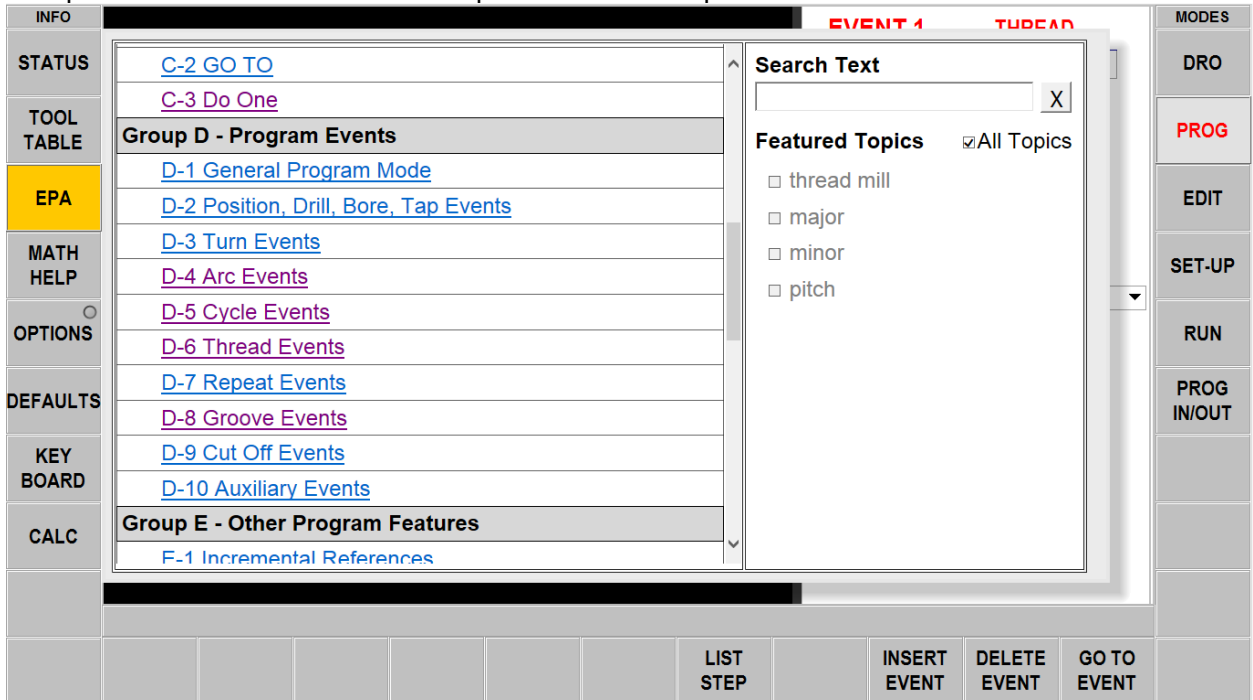 INFO
STATUS
TOOL
TABLE
EPA
MATH
HELP
OPTIONS
DEFAULTS
KEY
BOARD
CALC
C-2 GO TO
C-3 Do One
Group D - Program Events
D-1 General Program Mode
D-2 Position, Drill, Bore, Tap Events
D-3 Turn Events
D-4 Arc Events
D-5 Cycle Events
D-6 Thread Events
D-7 Repeat Events
D-8 Groove Events
D-9 Cut Off Events
D-10 Auxiliary Events
Group E - Other Program Features
E-1 Incremental References
EVENT 1 THREAD
Search Text
X
Featured Topics All Topics
thread mill
major
minor
pitch
MODES
DRO
PROG
EDIT
SET-UP
RUN
PROG
IN/OUT
LIST
STEP
INSERT
EVENT
DELETE
EVENT
GO TO
EVENT